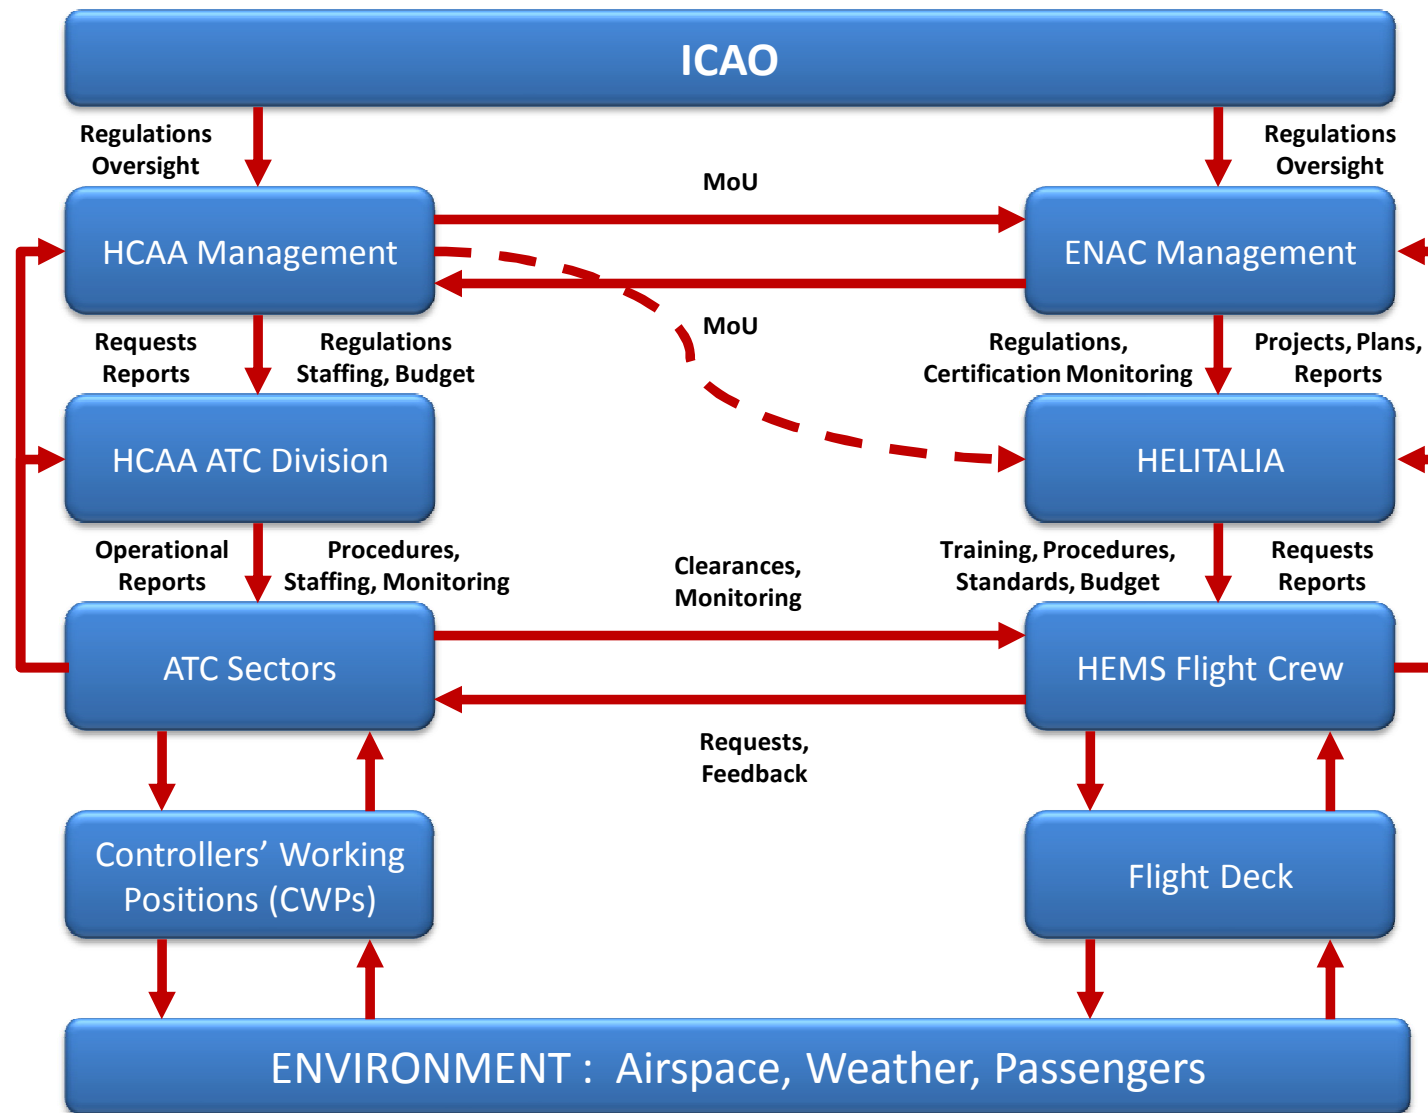 ICAO
Regulations
Oversight
Regulations
Oversight
MoU
HCAA Management
ENAC Management
MoU
Requests
Reports
Regulations
Staffing, Budget
Regulations,
Certification Monitoring
Projects, Plans,
Reports
HCAA ATC Division
HELITALIA
Operational
Reports
Procedures,
Staffing, Monitoring
Clearances,
Monitoring
Training, Procedures,
Standards, Budget
Requests
Reports
ATC Sectors
HEMS Flight Crew
Requests,
Feedback
Controllers’ Working
Positions (CWPs)
Flight Deck
ENVIRONMENT : Airspace, Weather, Passengers